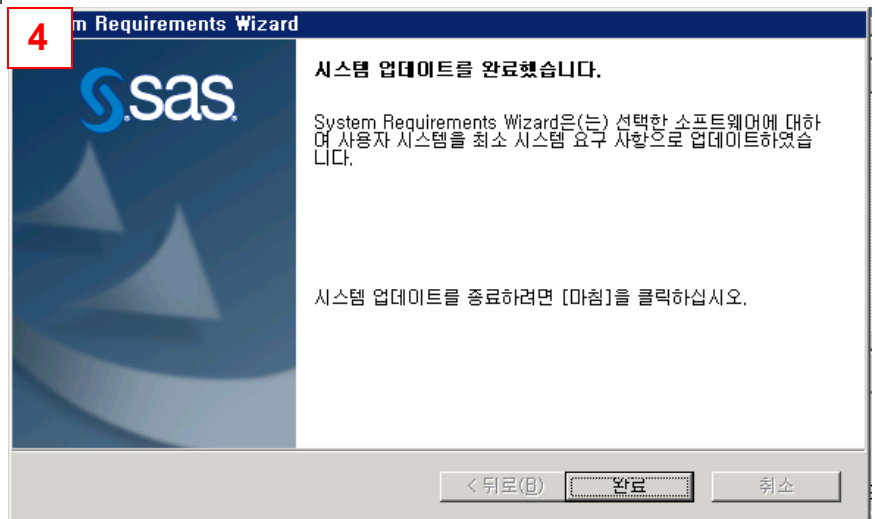 4
m Requirements Wizard
sas
시스템 업데이트를 완료했습니다.
System Requirements Wizard은(는) 선택한 소프트웨어에 대하
여 사용자 시스템을 최소 시스템 요구 사항으로 업데이트하였습
니다.
시스템 업데이트를 종료하려면 [마침]을 클릭하십시오.
< 뒤로(B) 완료 취소